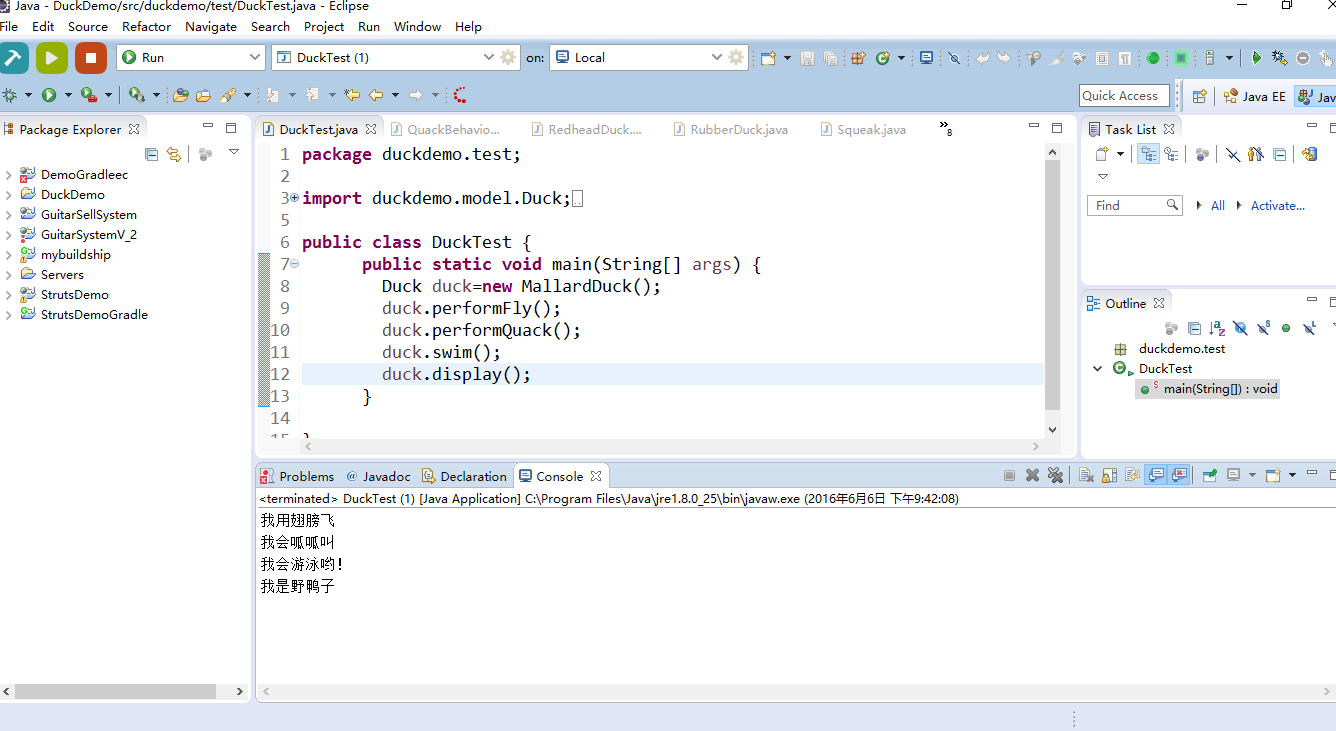 Java - DuckDemo/src/duckdemo/test/DuckTest.java - Eclipse
File Edit Source Refactor Navigate Search Project Run Window Help
Run DuckTest (1) on: Local
Quick Access Java EE Jav
Package Explorer
DemoGradleec
DuckDemo
GuitarSellSystem
GuitarSystemV_2
mybuildship
Servers
StrutsDemo
StrutsDemoGradle
DuckTest.java QuackBehavio... RedheadDuck.... RubberDuck.java Squeak.java »8
1 package duckdemo.test;
2
3 import duckdemo.model.Duck;
5
6 public class DuckTest {
7 public static void main(String[] args) {
8 Duck duck=new MallardDuck();
9 duck.performFly();
10 duck.performQuack();
11 duck.swim();
12 duck.display();
13 }
14
15 }
Task List
Find All Activate...
Outline
duckdemo.test
DuckTest
main(String[]) : void
Problems @ Javadoc Declaration Console
<terminated> DuckTest (1) [Java Application] C:\Program Files\Java\jre1.8.0_25\bin\javaw.exe (2016年6月6日 下午9:42:08)
我用翅膀飞
我会呱呱叫
我会游泳哟!
我是野鸭子